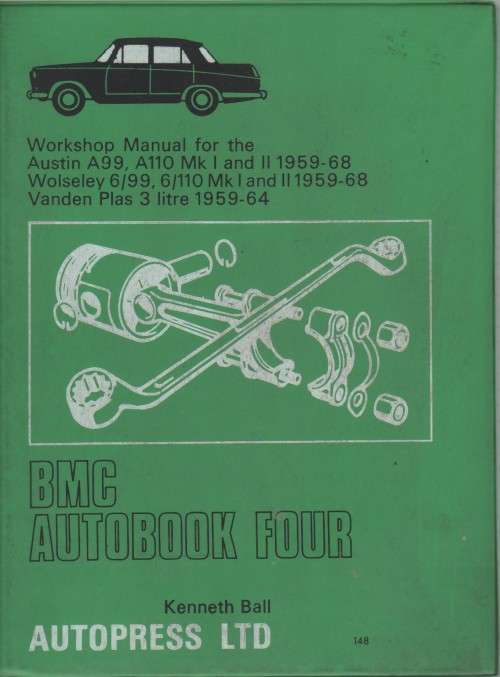 Workshop Manual for the
Austin A99, A110 Mk I and II 1959-68
Wolseley 6/99, 6/110 Mk I and II 1959-68
Vanden Plas 3 litre 1959-64
BMC
AUTOBOOK FOUR
Kenneth Ball
AUTOPRESS LTD
148